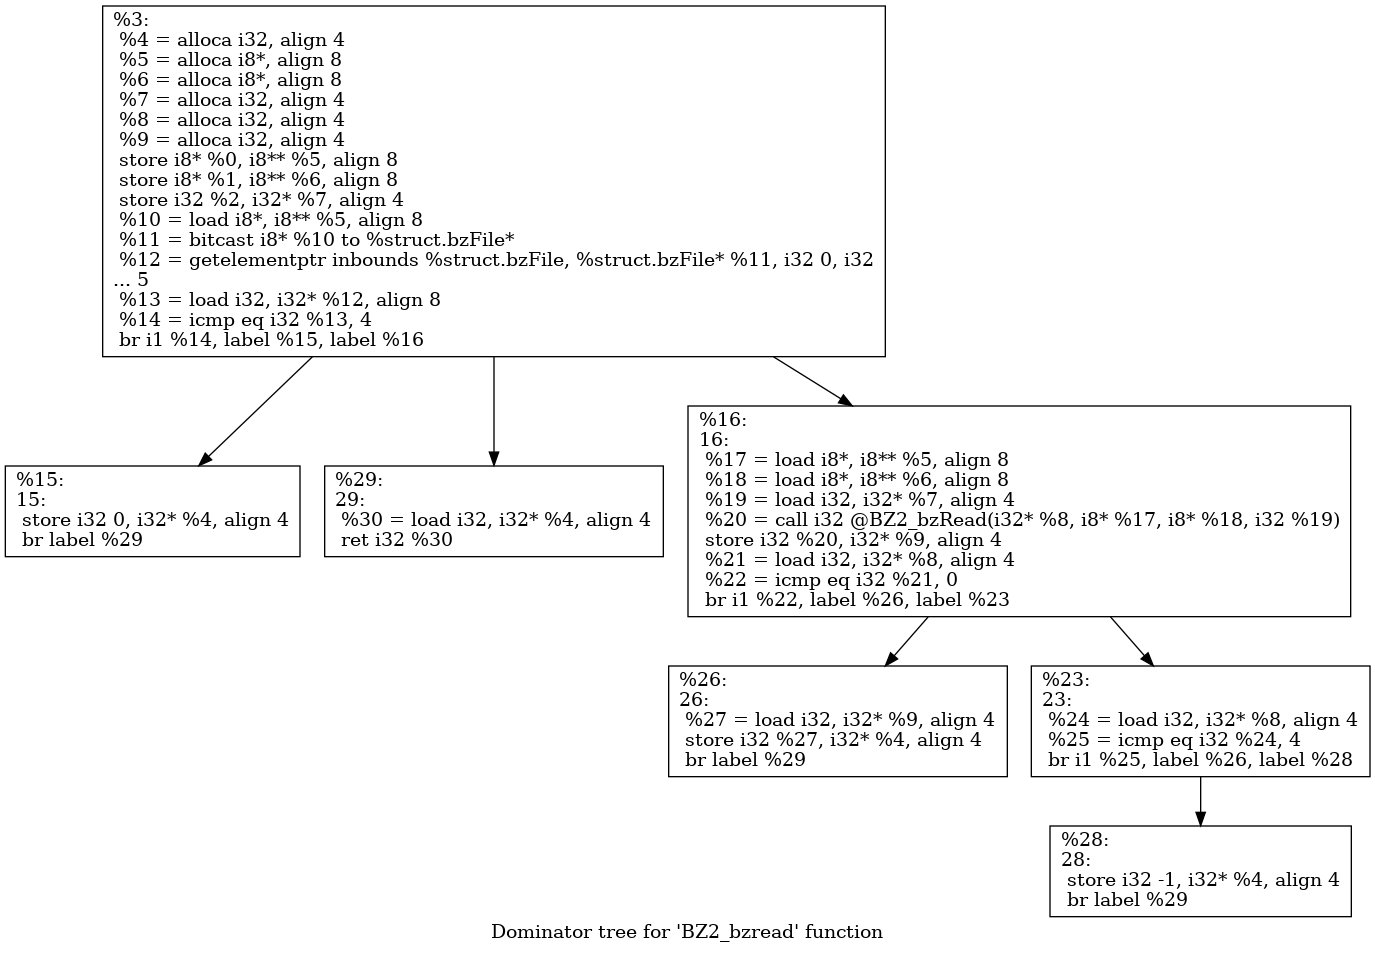 %3:
%4 = alloca i32, align 4
%5 = alloca i8*, align 8
%6 = alloca i8*, align 8
%7 = alloca i32, align 4
%8 = alloca i32, align 4
%9 = alloca i32, align 4
store i8* %0, i8** %5, align 8
store i8* %1, i8** %6, align 8
store i32 %2, i32* %7, align 4
%10 = load i8*, i8** %5, align 8
%11 = bitcast i8* %10 to %struct.bzFile*
%12 = getelementptr inbounds %struct.bzFile, %struct.bzFile* %11, i32 0, i32
... 5
%13 = load i32, i32* %12, align 8
%14 = icmp eq i32 %13, 4
br i1 %14, label %15, label %16
%15:
15:
store i32 0, i32* %4, align 4
br label %29
%29:
29:
%30 = load i32, i32* %4, align 4
ret i32 %30
%16:
16:
%17 = load i8*, i8** %5, align 8
%18 = load i8*, i8** %6, align 8
%19 = load i32, i32* %7, align 4
%20 = call i32 @BZ2_bzRead(i32* %8, i8* %17, i8* %18, i32 %19)
store i32 %20, i32* %9, align 4
%21 = load i32, i32* %8, align 4
%22 = icmp eq i32 %21, 0
br i1 %22, label %26, label %23
%26:
26:
%27 = load i32, i32* %9, align 4
store i32 %27, i32* %4, align 4
br label %29
%23:
23:
%24 = load i32, i32* %8, align 4
%25 = icmp eq i32 %24, 4
br i1 %25, label %26, label %28
%28:
28:
store i32 -1, i32* %4, align 4
br label %29
Dominator tree for 'BZ2_bzread' function